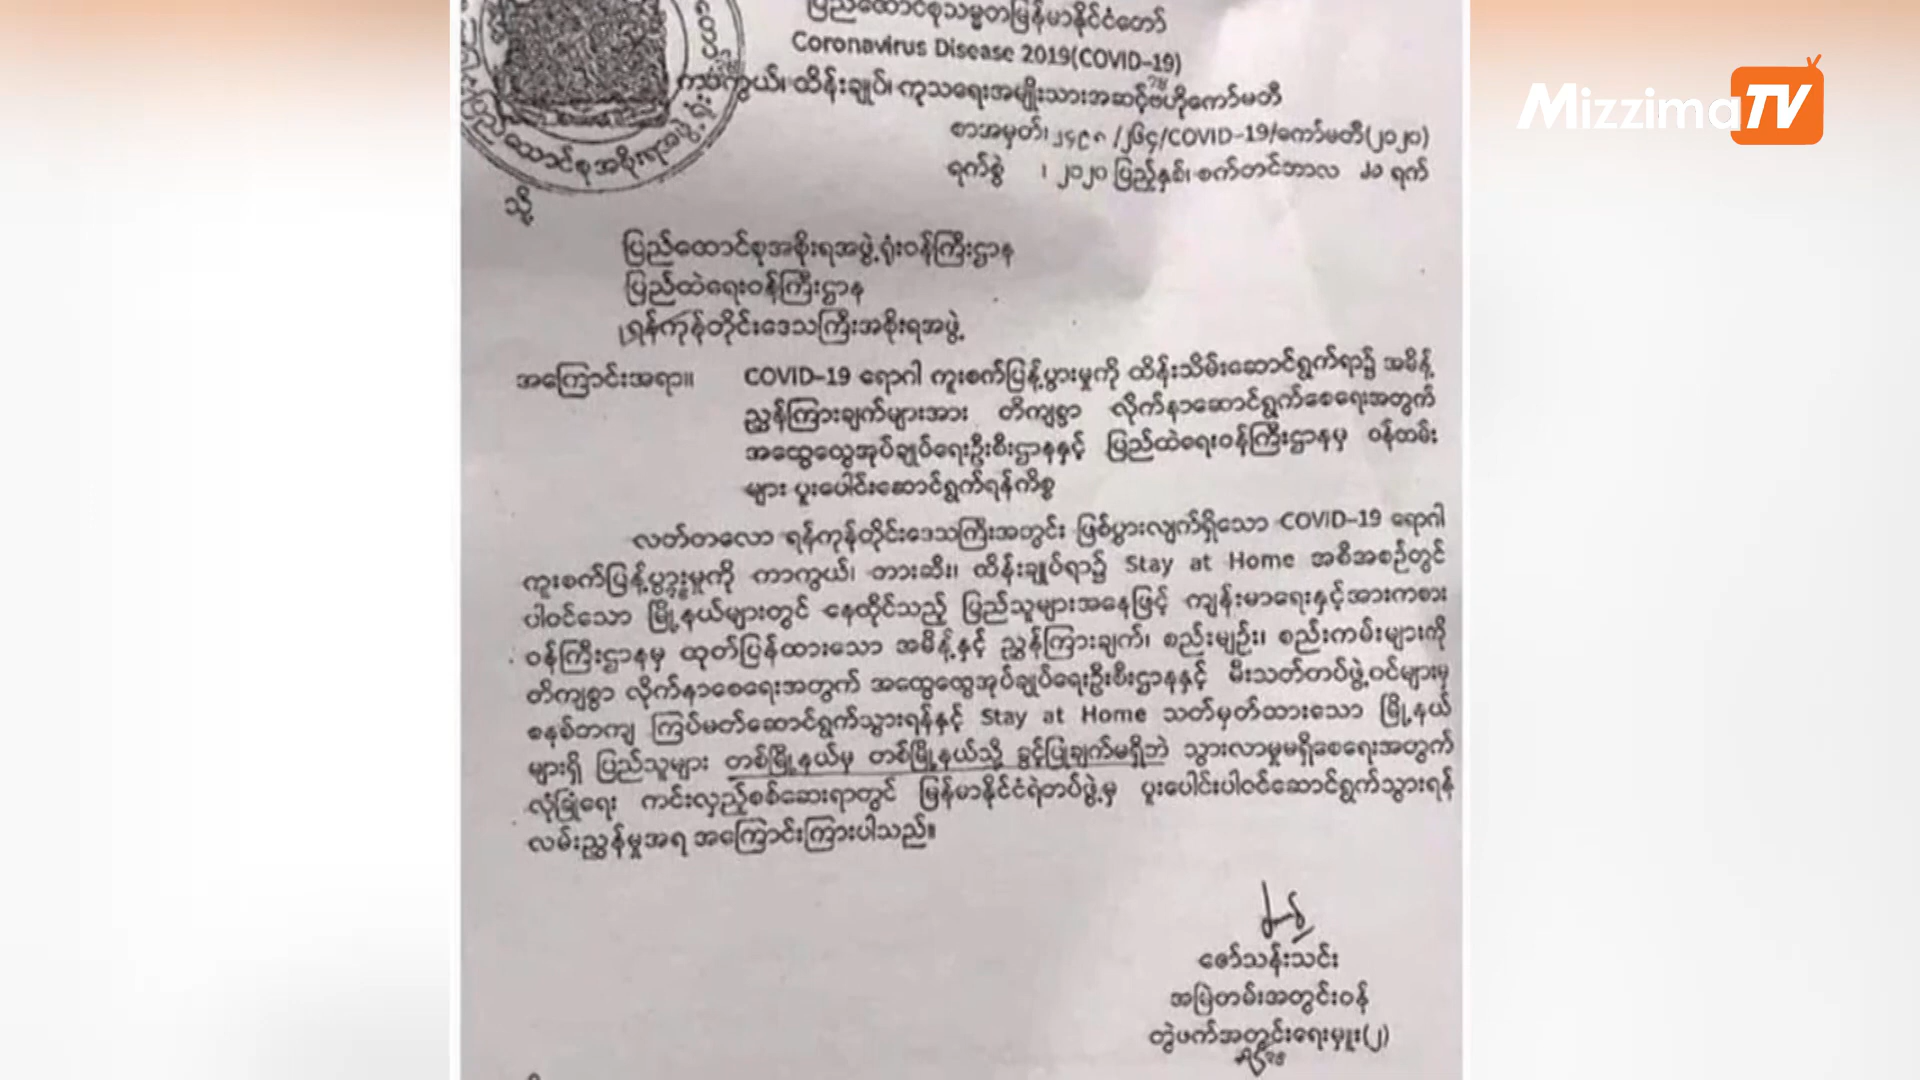 ပြည်ထောင်စုသမ္မတမြန်မာနိုင်ငံတော်
Coronavirus Disease 2019(COVID-19)
ကာကွယ်၊ ထိန်းချုပ်၊ ကုသရေးအမျိုးသားအဆင့်ဗဟိုကော်မတီ
MizzimaTV
စာအမှတ်၊ /၂၆၄/COVID-19/ကော်မတီ(၂၀၂၀)
ရက်စွဲ ၊ ၂၀၂၀ ပြည့်နှစ်၊ စက်တင်ဘာလ ၂၁ ရက်
ပြည်ထောင်စုအစိုးရအဖွဲ့ရုံး
သို့
ပြည်ထောင်စုအစိုးရအဖွဲ့ရုံးဝန်ကြီးဌာန
ပြည်ထဲရေးဝန်ကြီးဌာန
ရန်ကုန်တိုင်းဒေသကြီးအစိုးရအဖွဲ့
အကြောင်းအရာ။ COVID-19 ရောဂါ ကူးစက်ပြန့်ပွားမှုကို ထိန်းသိမ်းဆောင်ရွက်ရာ၌ အမိန့်
ညွှန်ကြားချက်များအား တိကျစွာ လိုက်နာဆောင်ရွက်စေရေးအတွက်
အထွေထွေအုပ်ချုပ်ရေးဦးစီးဌာနနှင့် ပြည်ထဲရေးဝန်ကြီးဌာနမှ ဝန်ထမ်း
များ ပူးပေါင်းဆောင်ရွက်ရန်ကိစ္စ
လတ်တလော ရန်ကုန်တိုင်းဒေသကြီးအတွင်း ဖြစ်ပွားလျက်ရှိသော COVID-19 ရောဂါ
ကူးစက်ပြန့်ပွားမှုကို ကာကွယ်၊ တားဆီး၊ ထိန်းချုပ်ရာ၌ Stay at Home အစီအစဉ်တွင်
ပါဝင်သော မြို့နယ်များတွင် နေထိုင်သည့် ပြည်သူများအနေဖြင့် ကျန်းမာရေးနှင့်အားကစား
ဝန်ကြီးဌာနမှ ထုတ်ပြန်ထားသော အမိန့်နှင့် ညွှန်ကြားချက်၊ စည်းမျဉ်း၊ စည်းကမ်းများကို
တိကျစွာ လိုက်နာစေရေးအတွက် အထွေထွေအုပ်ချုပ်ရေးဦးစီးဌာနနှင့် မီးသတ်တပ်ဖွဲ့ဝင်များမှ
စနစ်တကျ ကြပ်မတ်ဆောင်ရွက်သွားရန်နှင့် Stay at Home သတ်မှတ်ထားသော မြို့နယ်
များရှိ ပြည်သူများ တစ်မြို့နယ်မှ တစ်မြို့နယ်သို့ ခွင့်ပြုချက်မရှိဘဲ သွားလာမှုမရှိစေရေးအတွက်
လုံခြုံရေး ကင်းလှည့်စစ်ဆေးရာတွင် မြန်မာနိုင်ငံရဲတပ်ဖွဲ့မှ ပူးပေါင်းပါဝင်ဆောင်ရွက်သွားရန်
လမ်းညွှန်မှုအရ အကြောင်းကြားပါသည်။
ဇော်သန်းသင်း
အမြဲတမ်းအတွင်းဝန်
တွဲဖက်အတွင်းရေးမှူး(၂)